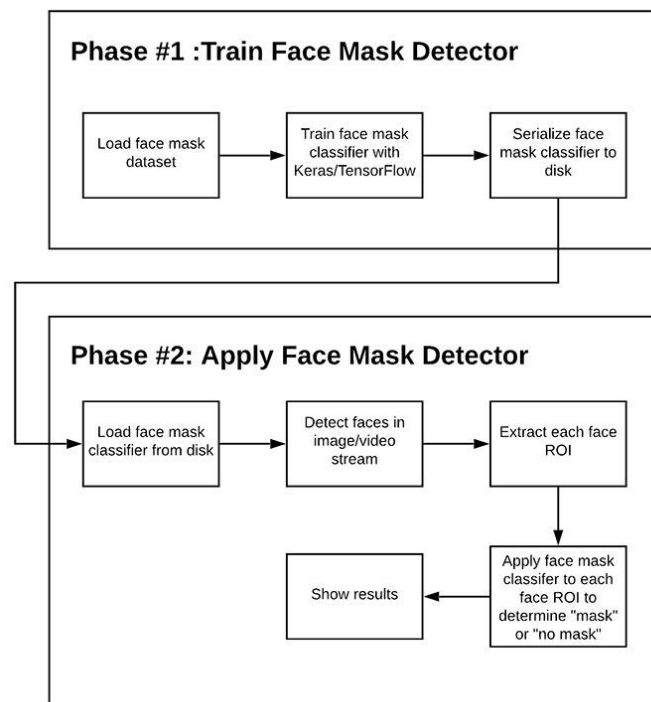 Phase #1 :Train Face Mask Detector
Load face mask
dataset
Train face mask
classifier with
Keras/TensorFlow
Serialize face
mask classifier to
disk
Phase #2: Apply Face Mask Detector
Load face mask
classifier from disk
Detect faces in
image/video
stream
Extract each face
ROI
Apply face mask
classifer to each
face ROI to
determine "mask"
or "no mask"
Show results